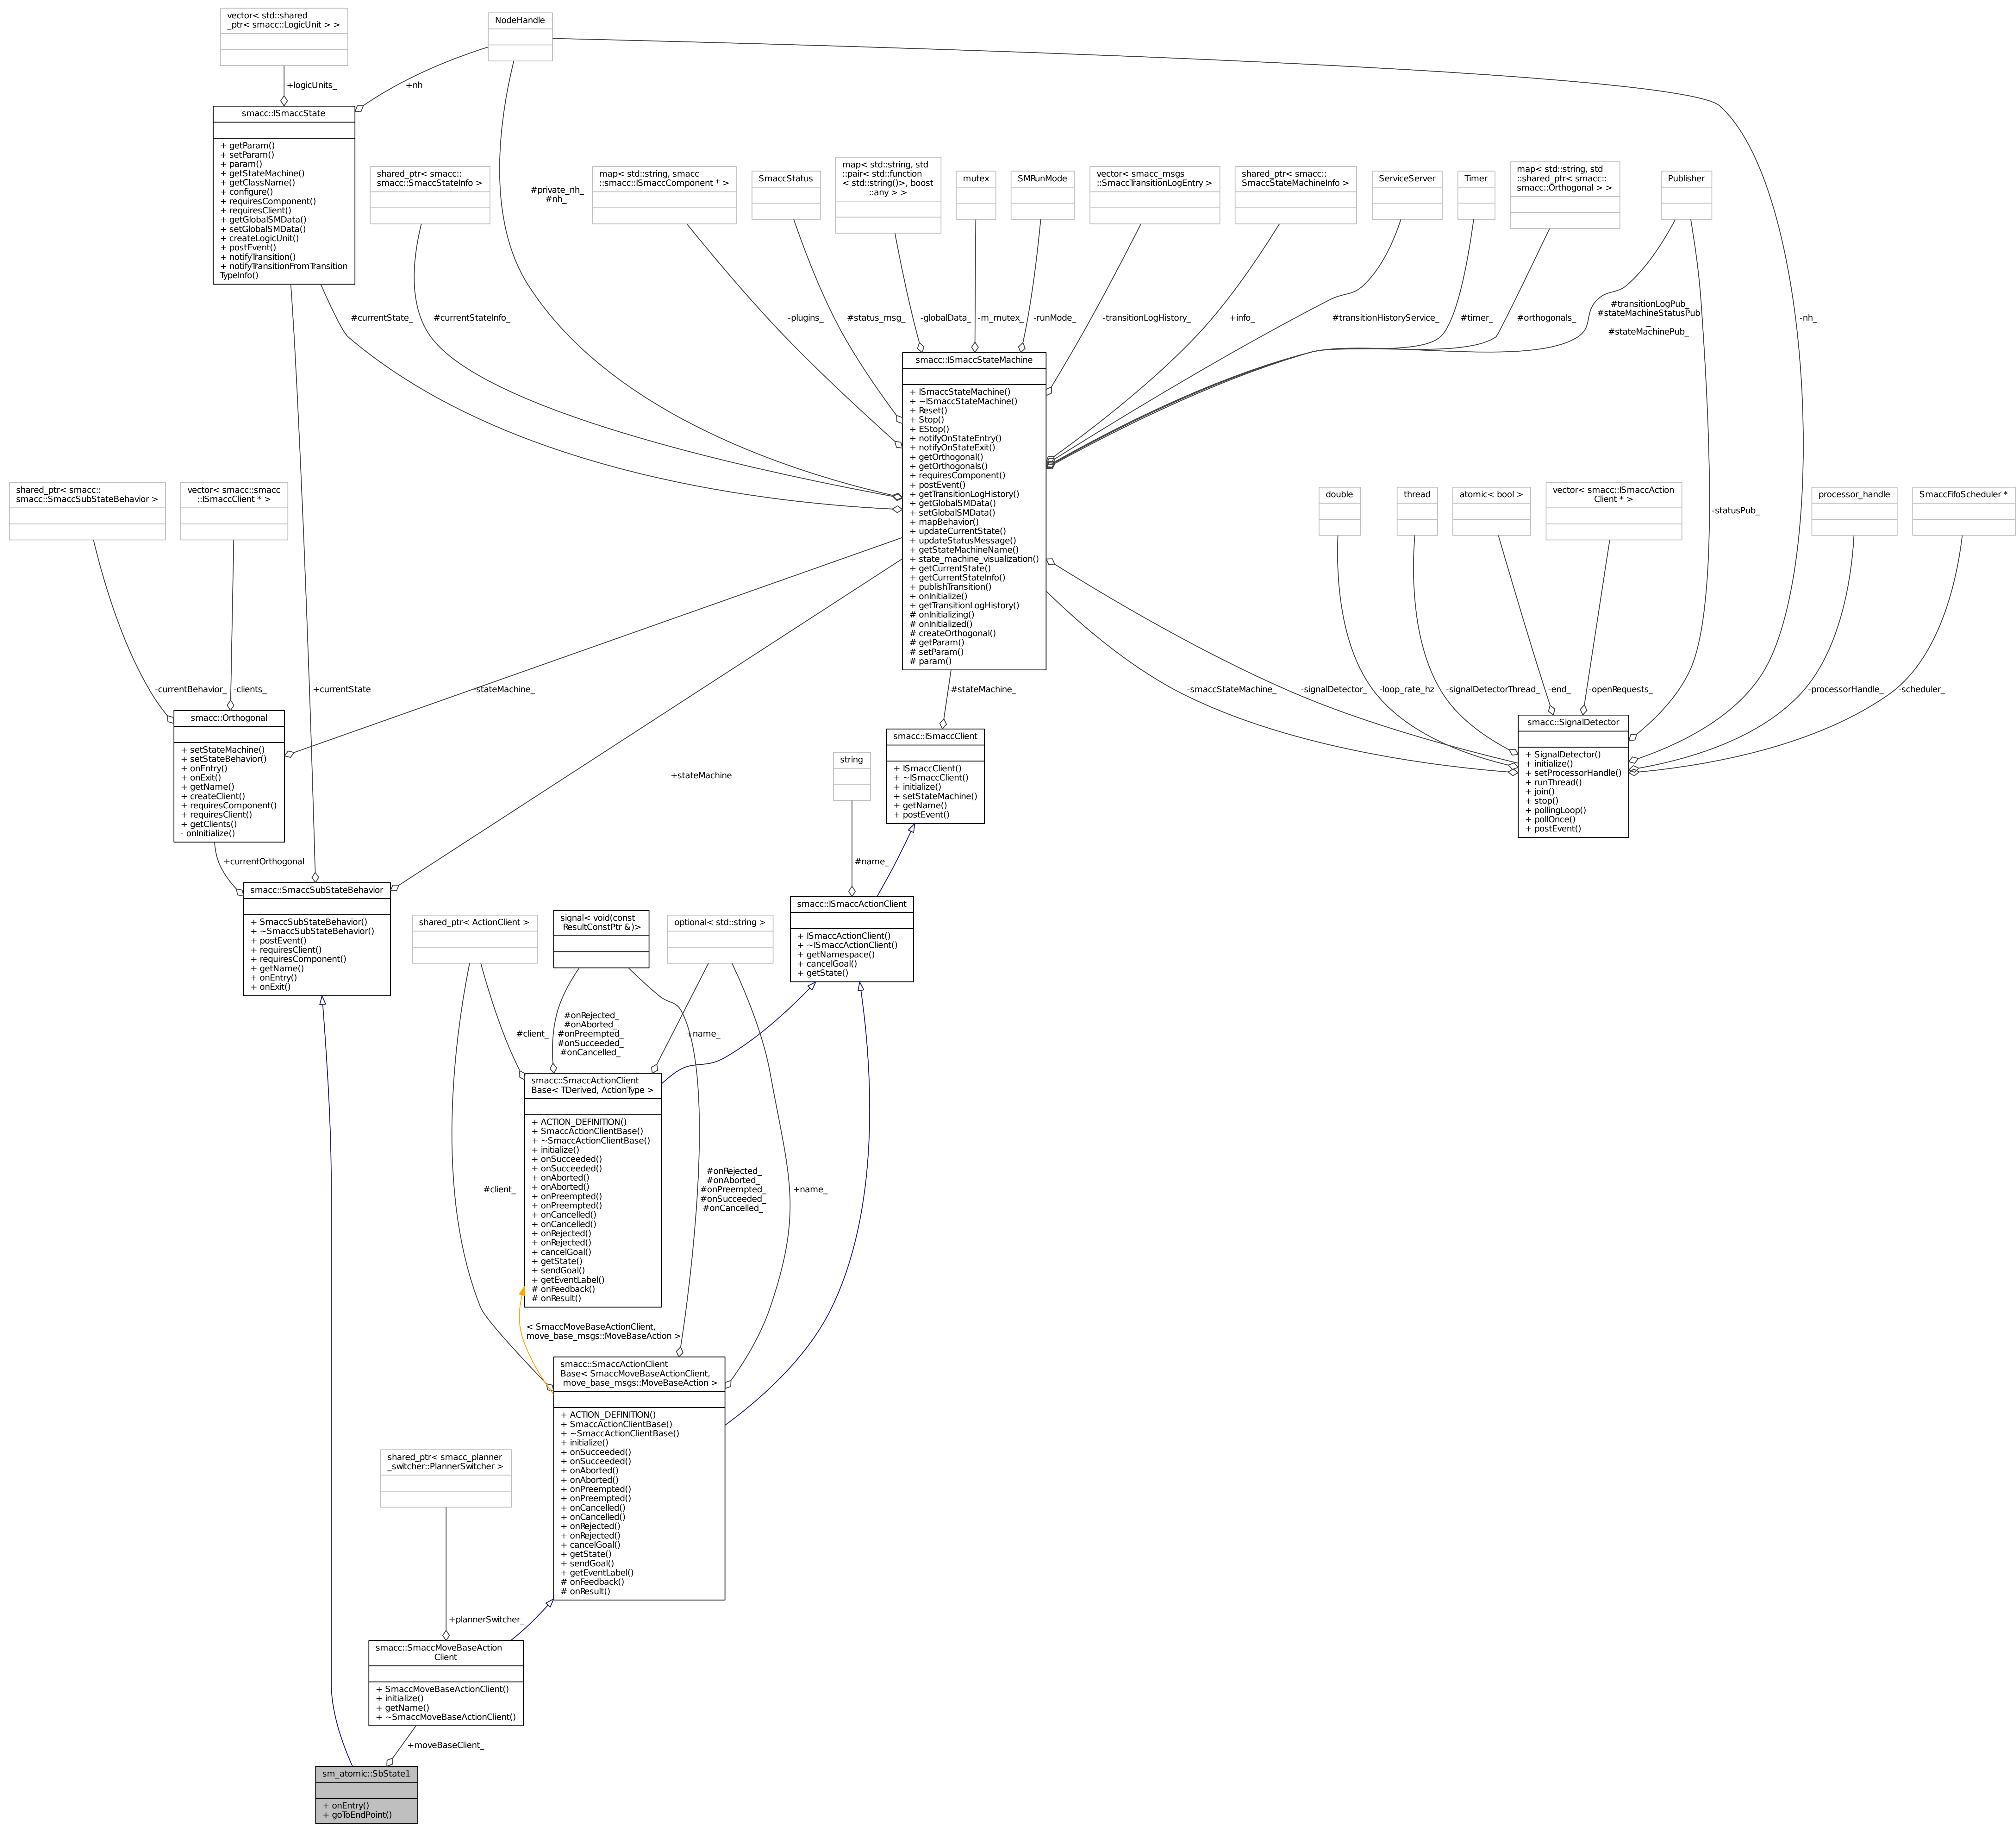 vector< std::shared
_ptr< smacc::LogicUnit > >
NodeHandle
+logicUnits_
+nh
smacc::ISmaccState
+ getParam()
+ setParam()
+ param()
+ getStateMachine()
+ getClassName()
+ configure()
+ requiresComponent()
+ requiresClient()
+ getGlobalSMData()
+ setGlobalSMData()
+ createLogicUnit()
+ postEvent()
+ notifyTransition()
+ notifyTransitionFromTransition
TypeInfo()
shared_ptr< smacc::
smacc::SmaccStateInfo >
#private_nh_
#nh_
map< std::string, smacc
::smacc::ISmaccComponent * >
SmaccStatus
map< std::string, std
::pair< std::function
< std::string()>, boost
::any > >
mutex
SMRunMode
vector< smacc_msgs
::SmaccTransitionLogEntry >
shared_ptr< smacc::
SmaccStateMachineInfo >
ServiceServer
Timer
map< std::string, std
::shared_ptr< smacc::
smacc::Orthogonal > >
Publisher
#currentState_
#currentStateInfo_
-plugins_
#status_msg_
-globalData_
-m_mutex_
-runMode_
-transitionLogHistory_
+info_
#transitionHistoryService_
#timer_
#orthogonals_
#transitionLogPub_
#stateMachineStatusPub
_
#stateMachinePub_
-nh_
smacc::ISmaccStateMachine
+ ISmaccStateMachine()
+ ~ISmaccStateMachine()
+ Reset()
+ Stop()
+ EStop()
+ notifyOnStateEntry()
+ notifyOnStateExit()
+ getOrthogonal()
+ getOrthogonals()
+ requiresComponent()
+ postEvent()
+ getTransitionLogHistory()
+ getGlobalSMData()
+ setGlobalSMData()
+ mapBehavior()
+ updateCurrentState()
+ updateStatusMessage()
+ getStateMachineName()
+ state_machine_visualization()
+ getCurrentState()
+ getCurrentStateInfo()
+ publishTransition()
+ onInitialize()
+ getTransitionLogHistory()
# onInitializing()
# onInitialized()
# createOrthogonal()
# getParam()
# setParam()
# param()
shared_ptr< smacc::
smacc::SmaccSubStateBehavior >
vector< smacc::smacc
::ISmaccClient * >
double
thread
atomic< bool >
vector< smacc::ISmaccAction
Client * >
-statusPub_
processor_handle
SmaccFifoScheduler *
-currentBehavior_
-clients_
+currentState
-stateMachine_
#stateMachine_
-smaccStateMachine_
-signalDetector_
-loop_rate_hz
-signalDetectorThread_
-end_
-openRequests_
-processorHandle_
-scheduler_
smacc::Orthogonal
+ setStateMachine()
+ setStateBehavior()
+ onEntry()
+ onExit()
+ getName()
+ createClient()
+ requiresComponent()
+ requiresClient()
+ getClients()
- onInitialize()
+stateMachine
string
smacc::ISmaccClient
+ ISmaccClient()
+ ~ISmaccClient()
+ initialize()
+ setStateMachine()
+ getName()
+ postEvent()
smacc::SignalDetector
+ SignalDetector()
+ initialize()
+ setProcessorHandle()
+ runThread()
+ join()
+ stop()
+ pollingLoop()
+ pollOnce()
+ postEvent()
+currentOrthogonal
#name_
smacc::SmaccSubStateBehavior
+ SmaccSubStateBehavior()
+ ~SmaccSubStateBehavior()
+ postEvent()
+ requiresClient()
+ requiresComponent()
+ getName()
+ onEntry()
+ onExit()
shared_ptr< ActionClient >
signal< void(const
ResultConstPtr &)>
optional< std::string >
smacc::ISmaccActionClient
+ ISmaccActionClient()
+ ~ISmaccActionClient()
+ getNamespace()
+ cancelGoal()
+ getState()
#client_
#onRejected_
#onAborted_
#onPreempted_
#onSucceeded_
#onCancelled_
+name_
smacc::SmaccActionClient
Base< TDerived, ActionType >
+ ACTION_DEFINITION()
+ SmaccActionClientBase()
+ ~SmaccActionClientBase()
+ initialize()
+ onSucceeded()
+ onSucceeded()
+ onAborted()
+ onAborted()
+ onPreempted()
+ onPreempted()
+ onCancelled()
+ onCancelled()
+ onRejected()
+ onRejected()
+ cancelGoal()
+ getState()
+ sendGoal()
+ getEventLabel()
# onFeedback()
# onResult()
#client_
#onRejected_
#onAborted_
#onPreempted_
#onSucceeded_
#onCancelled_
+name_
< SmaccMoveBaseActionClient,
move_base_msgs::MoveBaseAction >
smacc::SmaccActionClient
Base< SmaccMoveBaseActionClient,
move_base_msgs::MoveBaseAction >
+ ACTION_DEFINITION()
+ SmaccActionClientBase()
+ ~SmaccActionClientBase()
+ initialize()
+ onSucceeded()
+ onSucceeded()
+ onAborted()
+ onAborted()
+ onPreempted()
+ onPreempted()
+ onCancelled()
+ onCancelled()
+ onRejected()
+ onRejected()
+ cancelGoal()
+ getState()
+ sendGoal()
+ getEventLabel()
# onFeedback()
# onResult()
shared_ptr< smacc_planner
_switcher::PlannerSwitcher >
+plannerSwitcher_
smacc::SmaccMoveBaseAction
Client
+ SmaccMoveBaseActionClient()
+ initialize()
+ getName()
+ ~SmaccMoveBaseActionClient()
+moveBaseClient_
sm_atomic::SbState1
+ onEntry()
+ goToEndPoint()